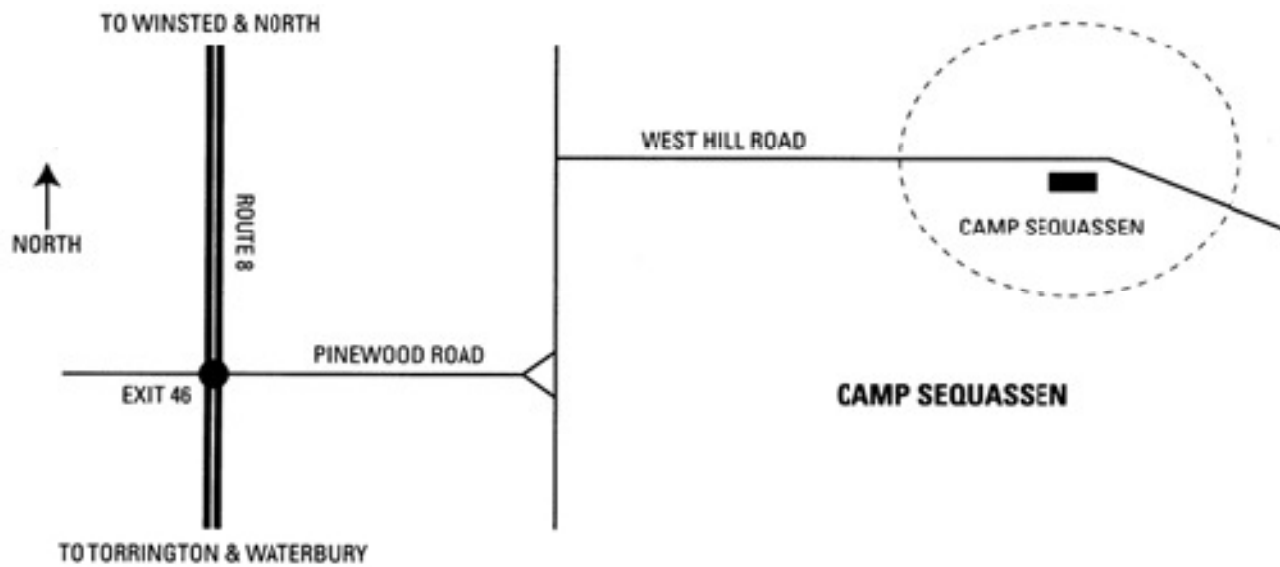 TO WINSTED & NORTH
WEST HILL ROAD
ROUTE 8
NORTH
CAMP SEQUASSEN
PINEWOOD ROAD
EXIT 46
CAMP SEQUASSEN
TO TORRINGTON & WATERBURY